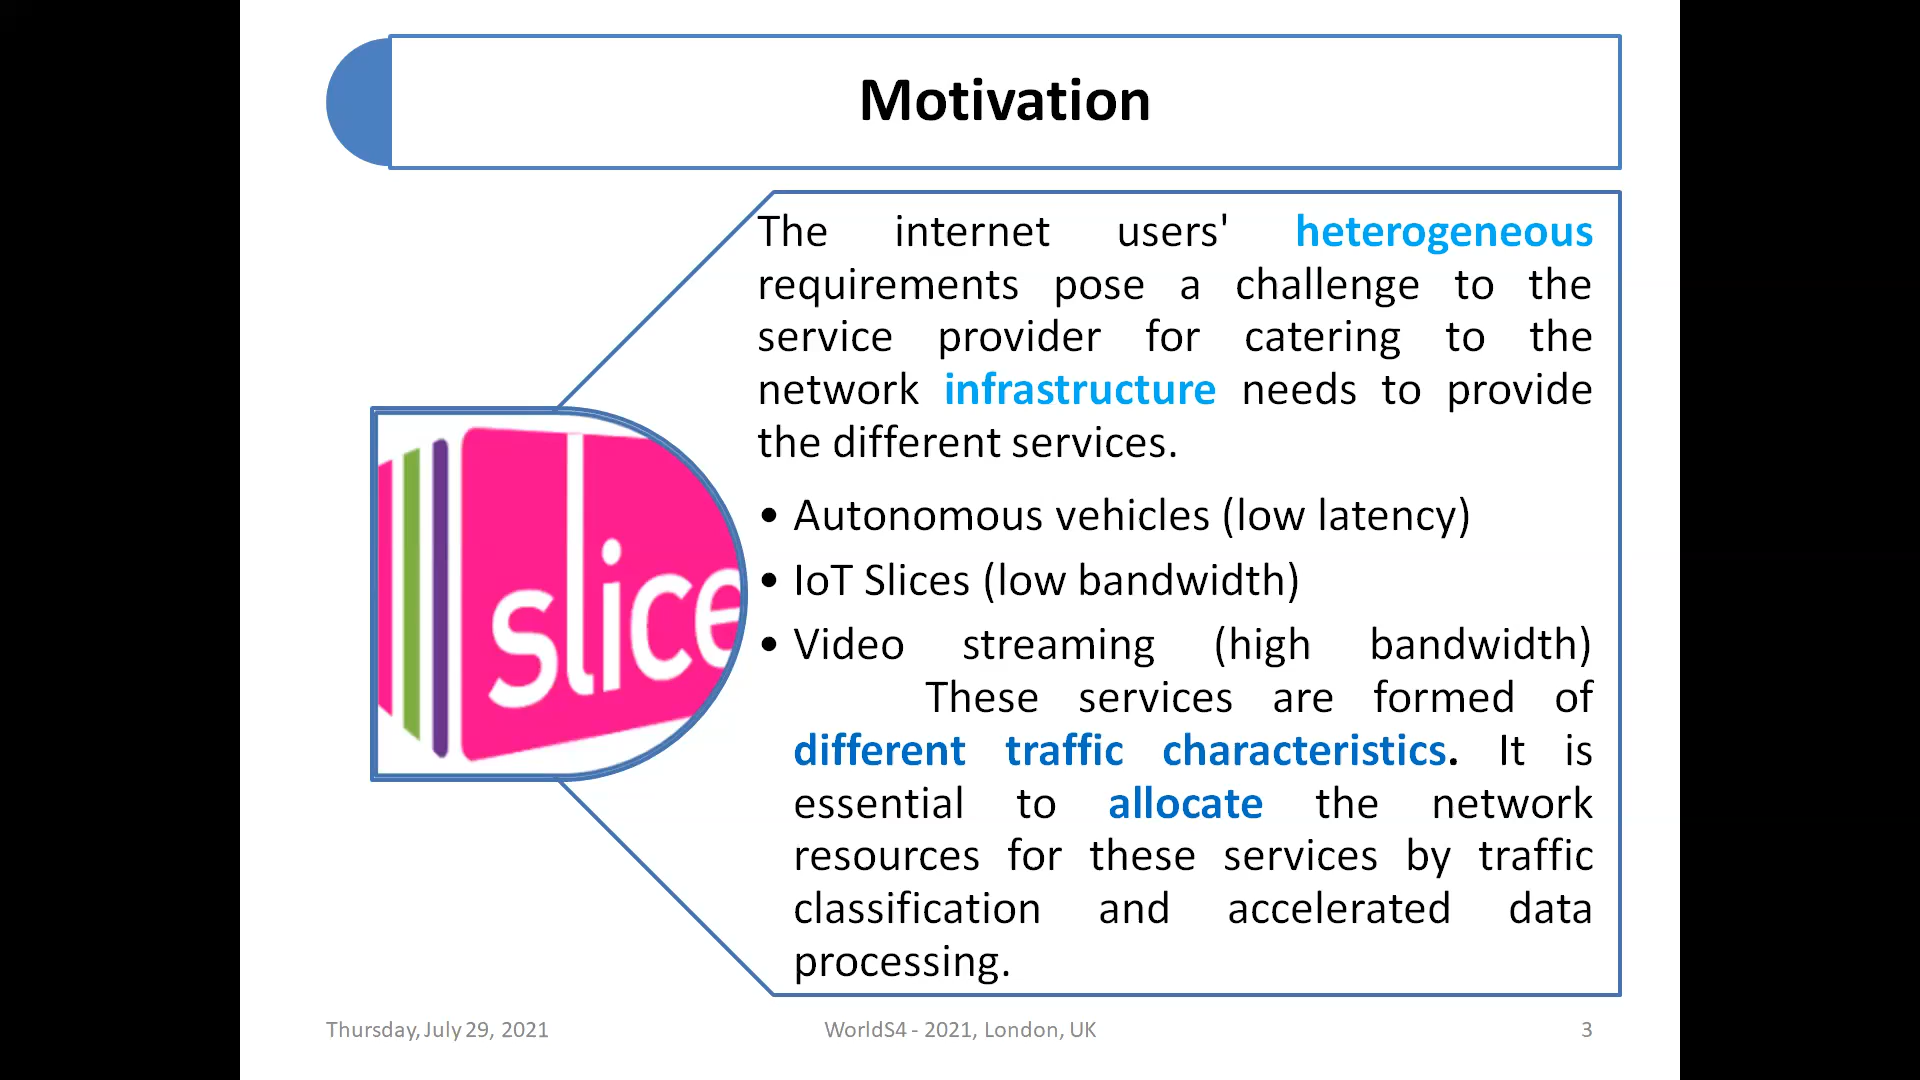 Motivation
The internet users' heterogeneous
requirements pose a challenge to the
service provider for catering to the
network infrastructure needs to provide
the different services.
• Autonomous vehicles (low latency)
• IoT Slices (low bandwidth)
• Video streaming (high bandwidth)
These services are formed of
different traffic characteristics. It is
essential to allocate the network
resources for these services by traffic
classification and accelerated data
processing.
slice
Thursday, July 29, 2021
WorldS4 - 2021, London, UK
3